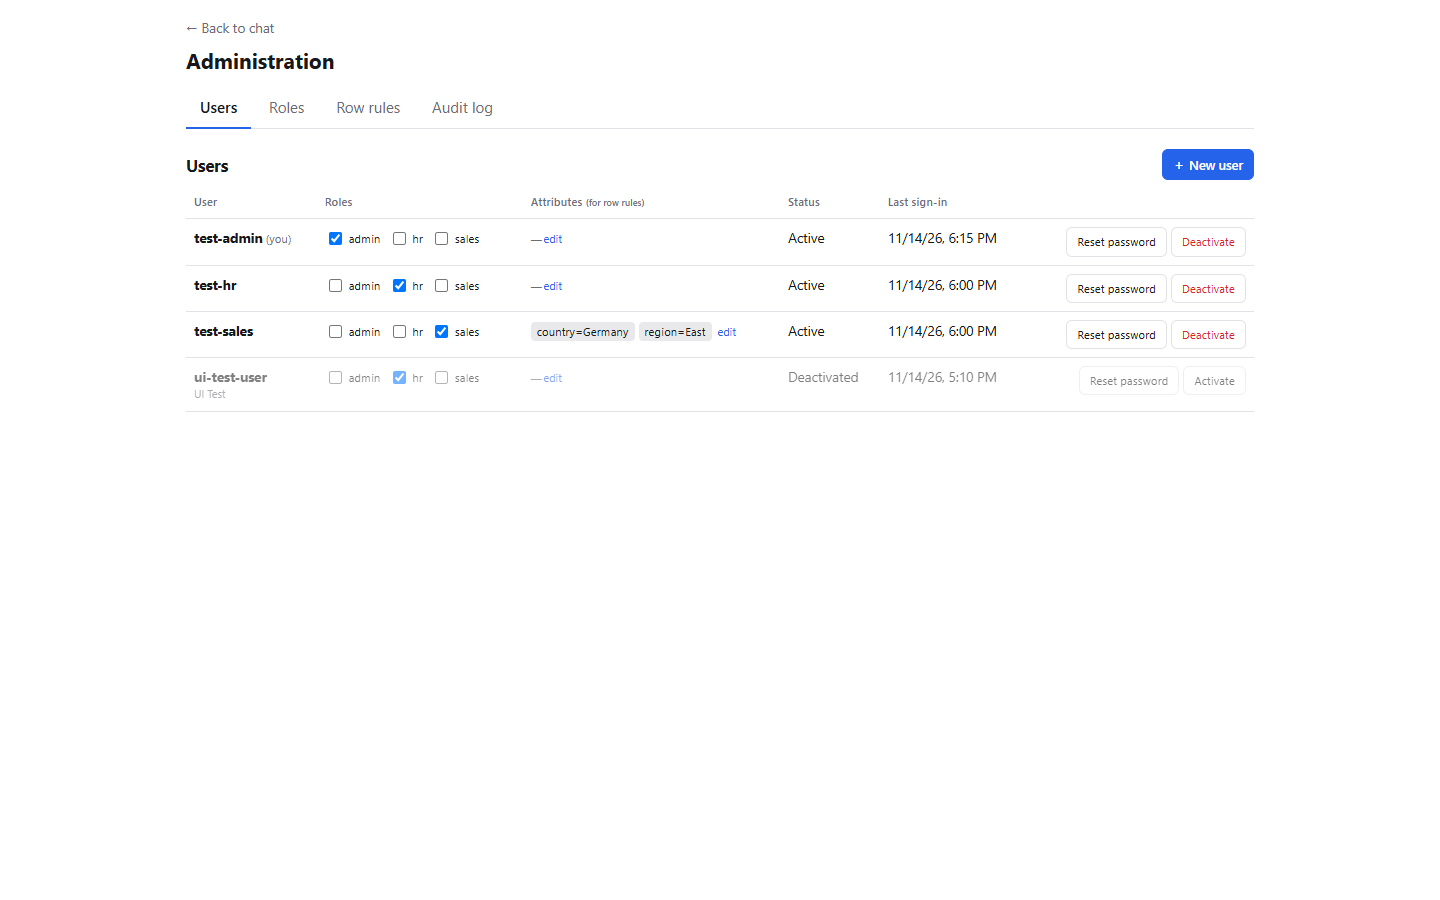 ← Back to chat
Administration
Users Roles Row rules Audit log
Users + New user
User Roles Attributes (for row rules) Status Last sign-in
test-admin (you) admin hr sales —edit Active 11/14/26, 6:15 PM Reset password Deactivate
test-hr admin hr sales —edit Active 11/14/26, 6:00 PM Reset password Deactivate
test-sales admin hr sales country=Germany region=East edit Active 11/14/26, 6:00 PM Reset password Deactivate
ui-test-user admin hr sales —edit Deactivated 11/14/26, 5:10 PM Reset password Activate
UI Test